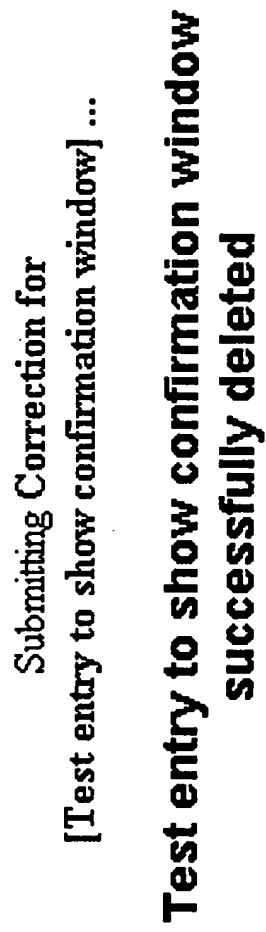 Submitting Correction for
[Test entry to show confirmation window] ...
Test entry to show confirmation window
successfully deleted